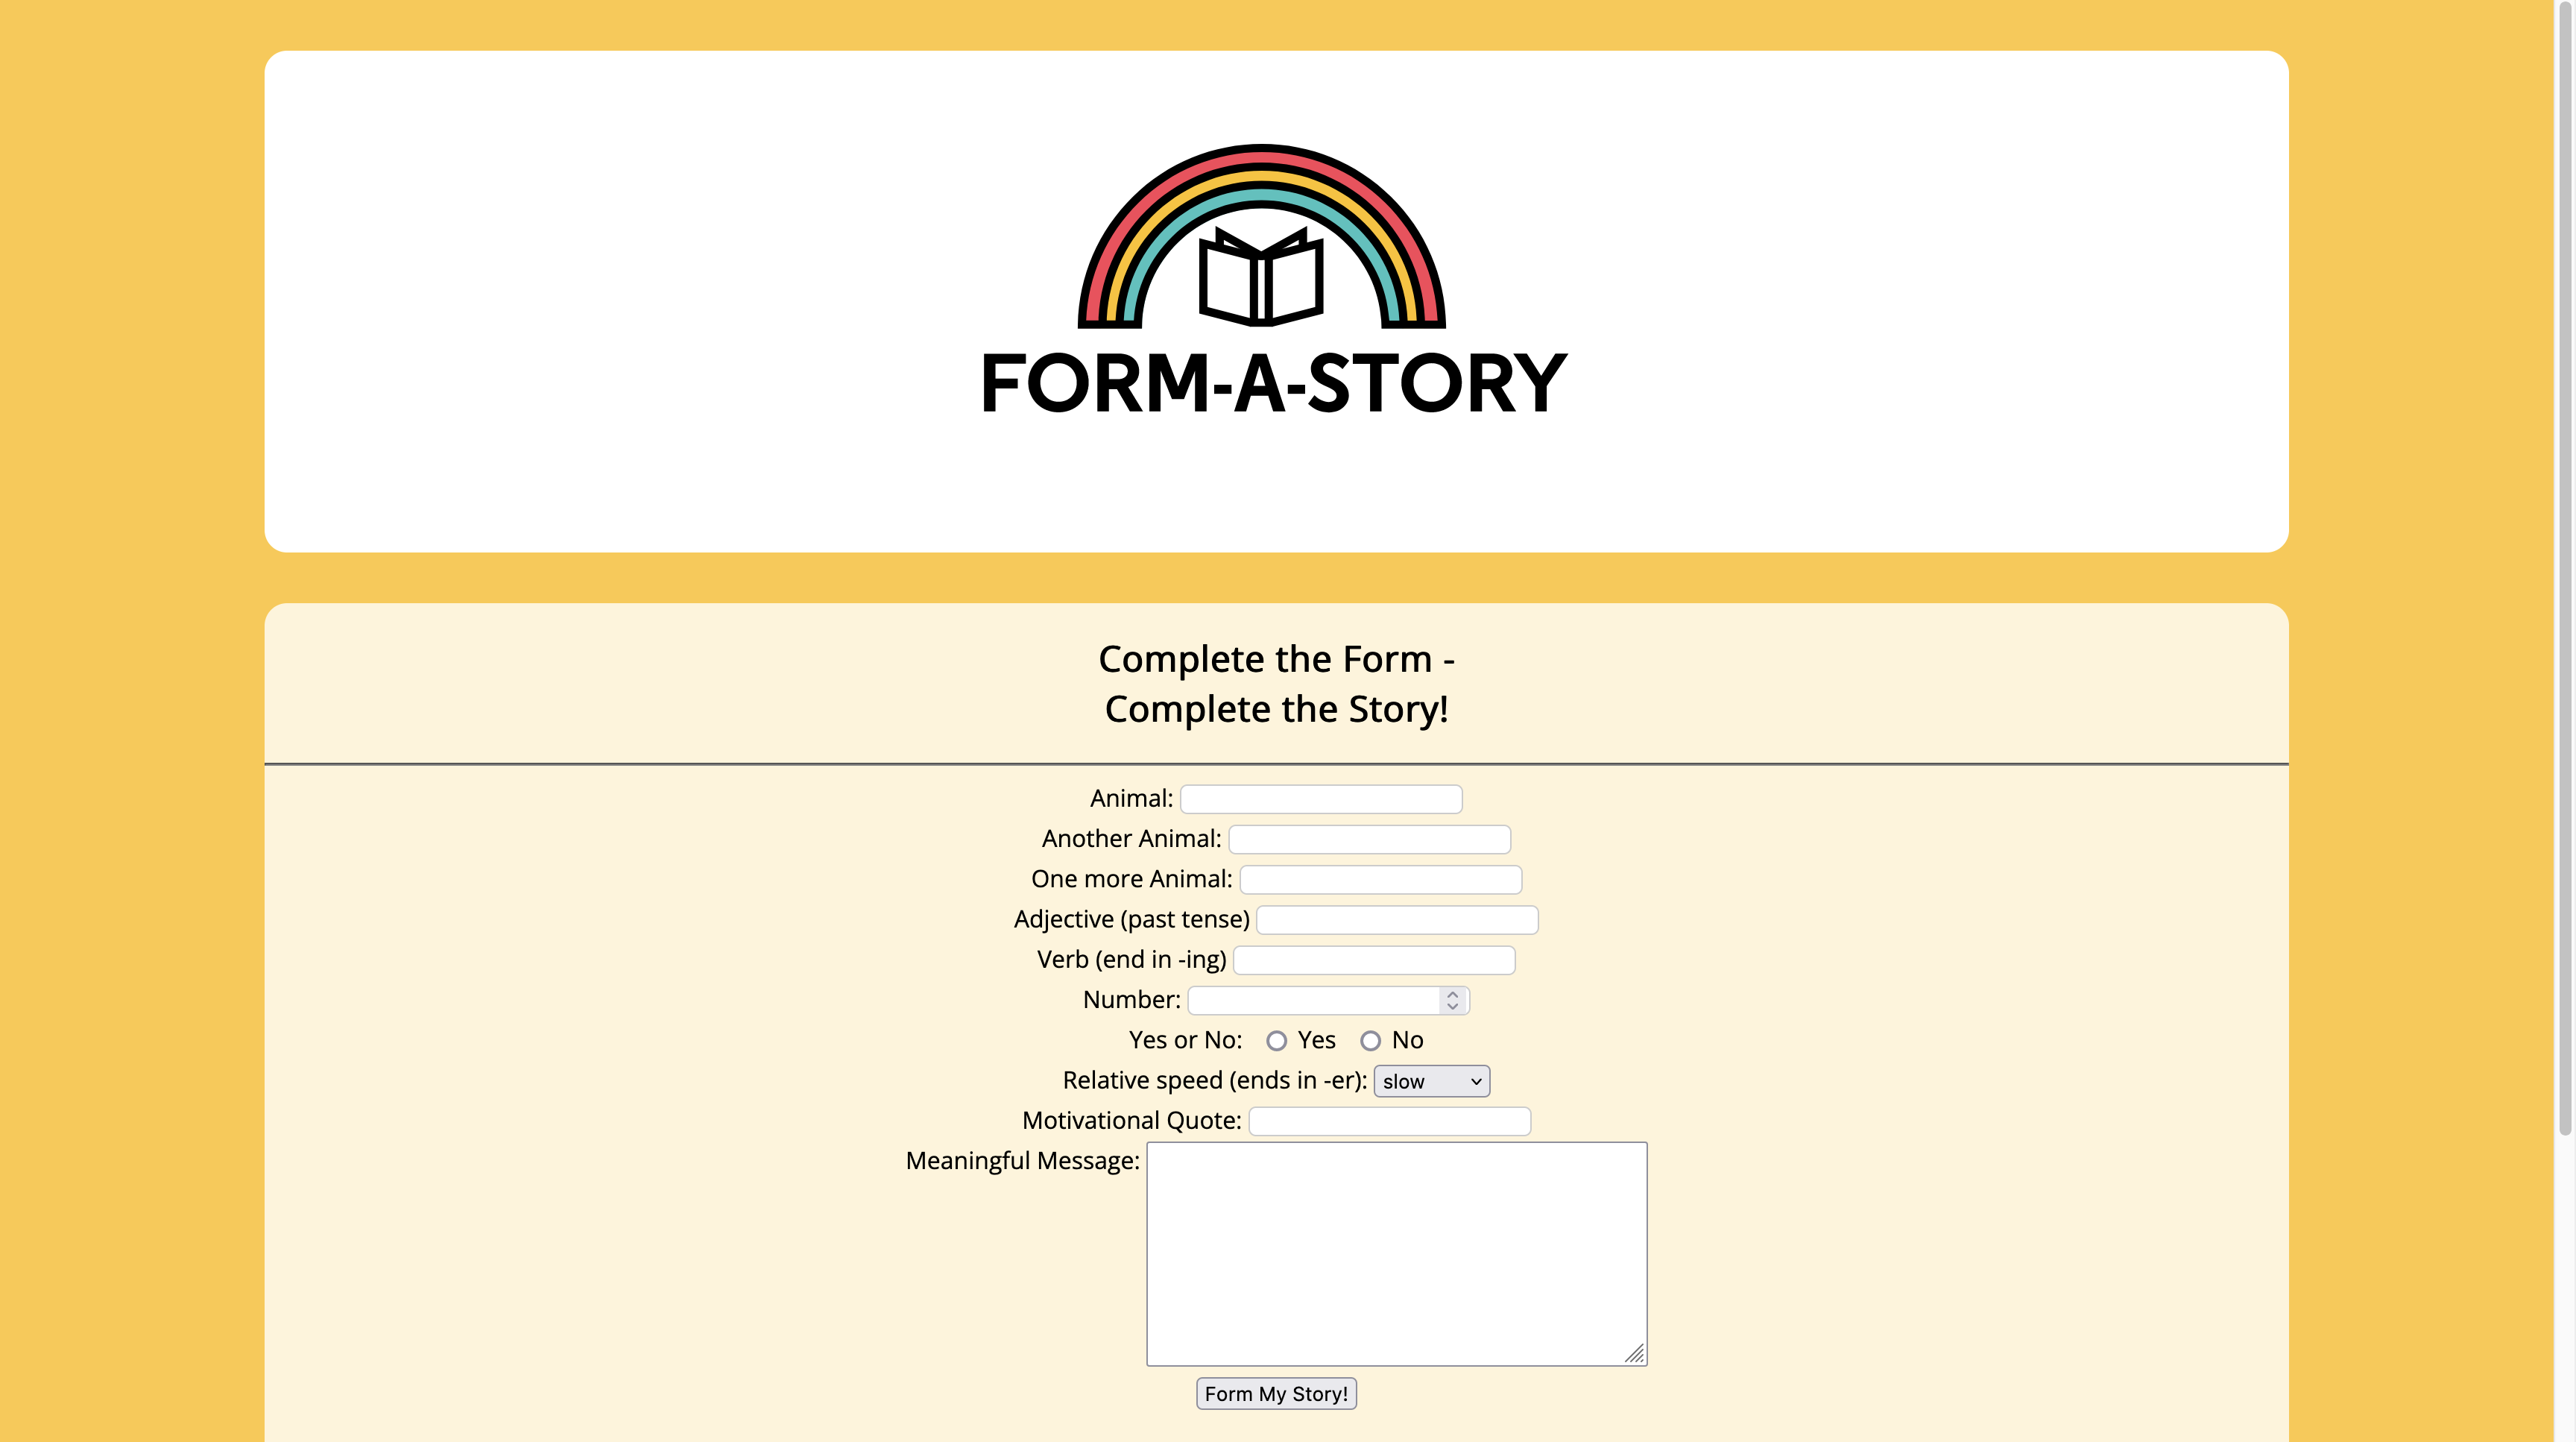 FORM-A-STORY
Complete the Form -
Complete the Story!
Animal:
Another Animal:
One more Animal:
Adjective (past tense)
Verb (end in -ing)
Number:
Yes or No: Yes No
Relative speed (ends in -er): slow
Motivational Quote:
Meaningful Message:
Form My Story!